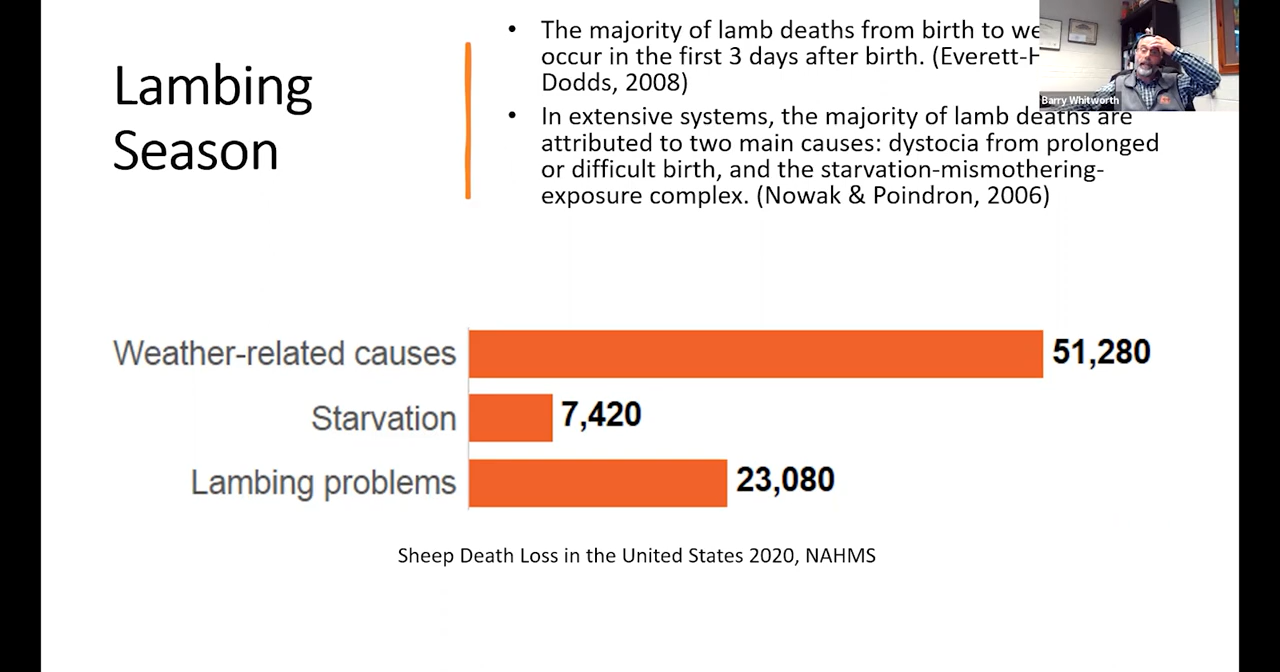 Lambing
Season
• The majority of lamb deaths from birth to
occur in the first 3 days after birth.
Dodds, 2008)
• In extensive systems, the majority of lamb deaths are
attributed to two main causes: dystocia from prolonged
or difficult birth, and the starvation-mismothering-
exposure complex. (Nowak & Poindron, 2006)
Barry Whitworth
Weather-related causes 51,280
Starvation 7,420
Lambing problems 23,080
Sheep Death Loss in the United States 2020, NAHMS